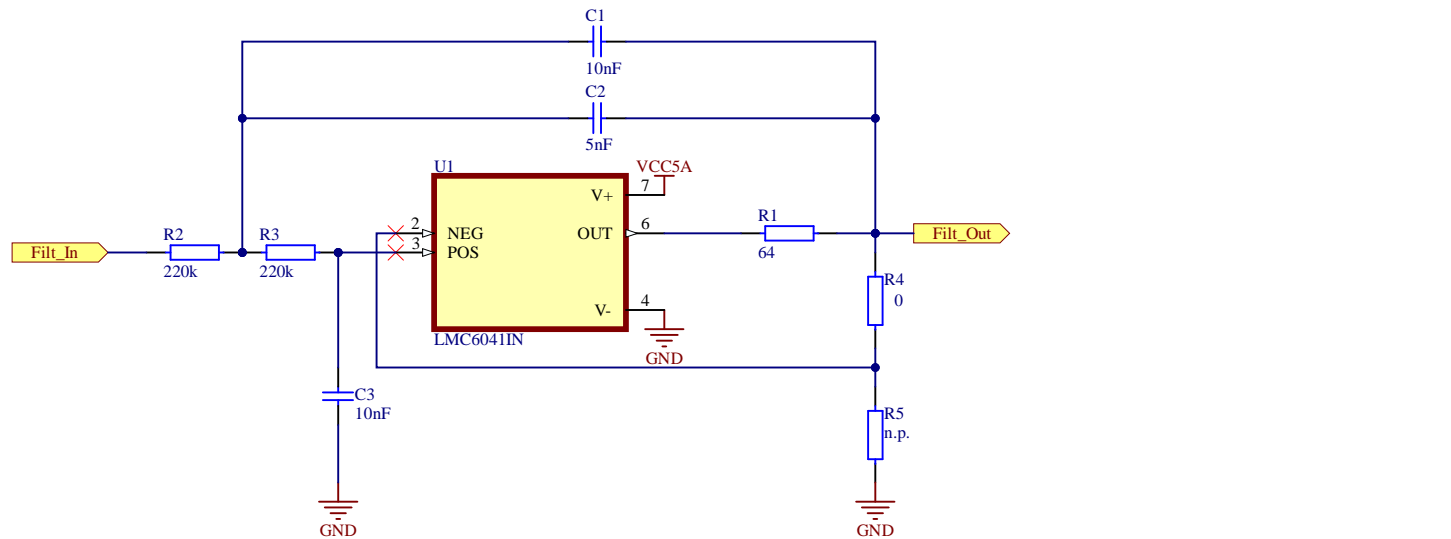 C1
10nF
C2
5nF
U1
VCC5A
7
V+
R2
R3
2
NEG
OUT
6
R1
Filt_In
3
POS
Filt_Out
220k
220k
64
R4
0
V-
4
LMC6041IN
GND
C3
10nF
R5
n.p.
GND
GND